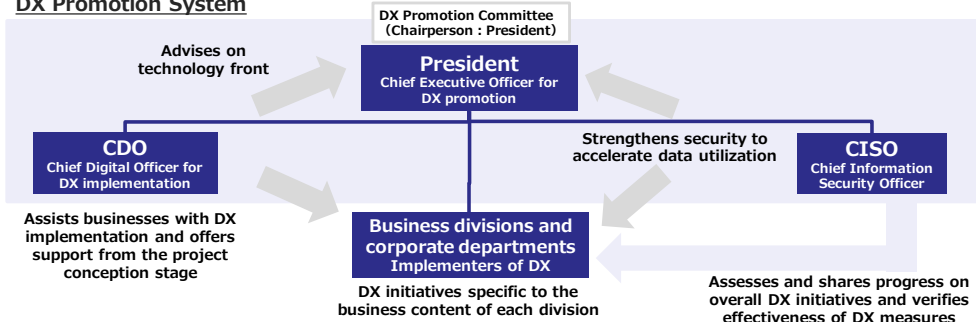 DX Promotion System
DX Promotion Committee
(Chairperson : President)
Advises on
technology front
President
Chief Executive Officer for
DX promotion
CDO
Chief Digital Officer for
DX implementation
Strengthens security to
accelerate data utilization
CISO
Chief Information
Security Officer
Assists businesses with DX
implementation and offers
support from the project
conception stage
Business divisions and
corporate departments
Implementers of DX
DX initiatives specific to the
business content of each division
Assesses and shares progress on
overall DX initiatives and verifies
effectiveness of DX measures